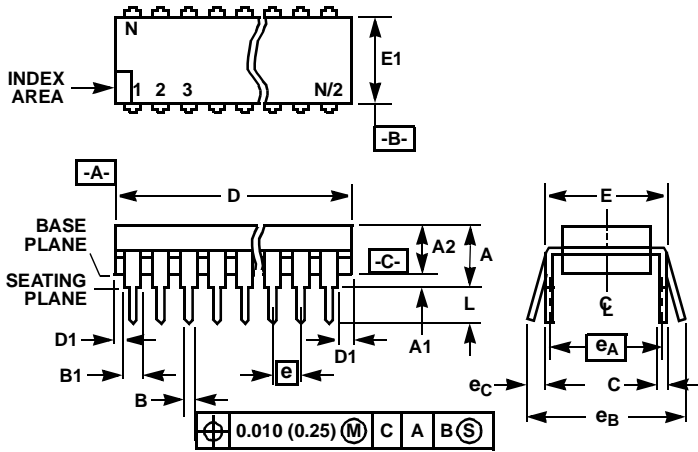 N
E1
INDEX
AREA
1 2 3 N/2
-B-
-A-
D
E
BASE
PLANE
A2
A
-C-
SEATING
PLANE
L
C
L
D1
A1
D1
eA
B1
e
eC
C
B
eB
0.010 (0.25) M C A B S